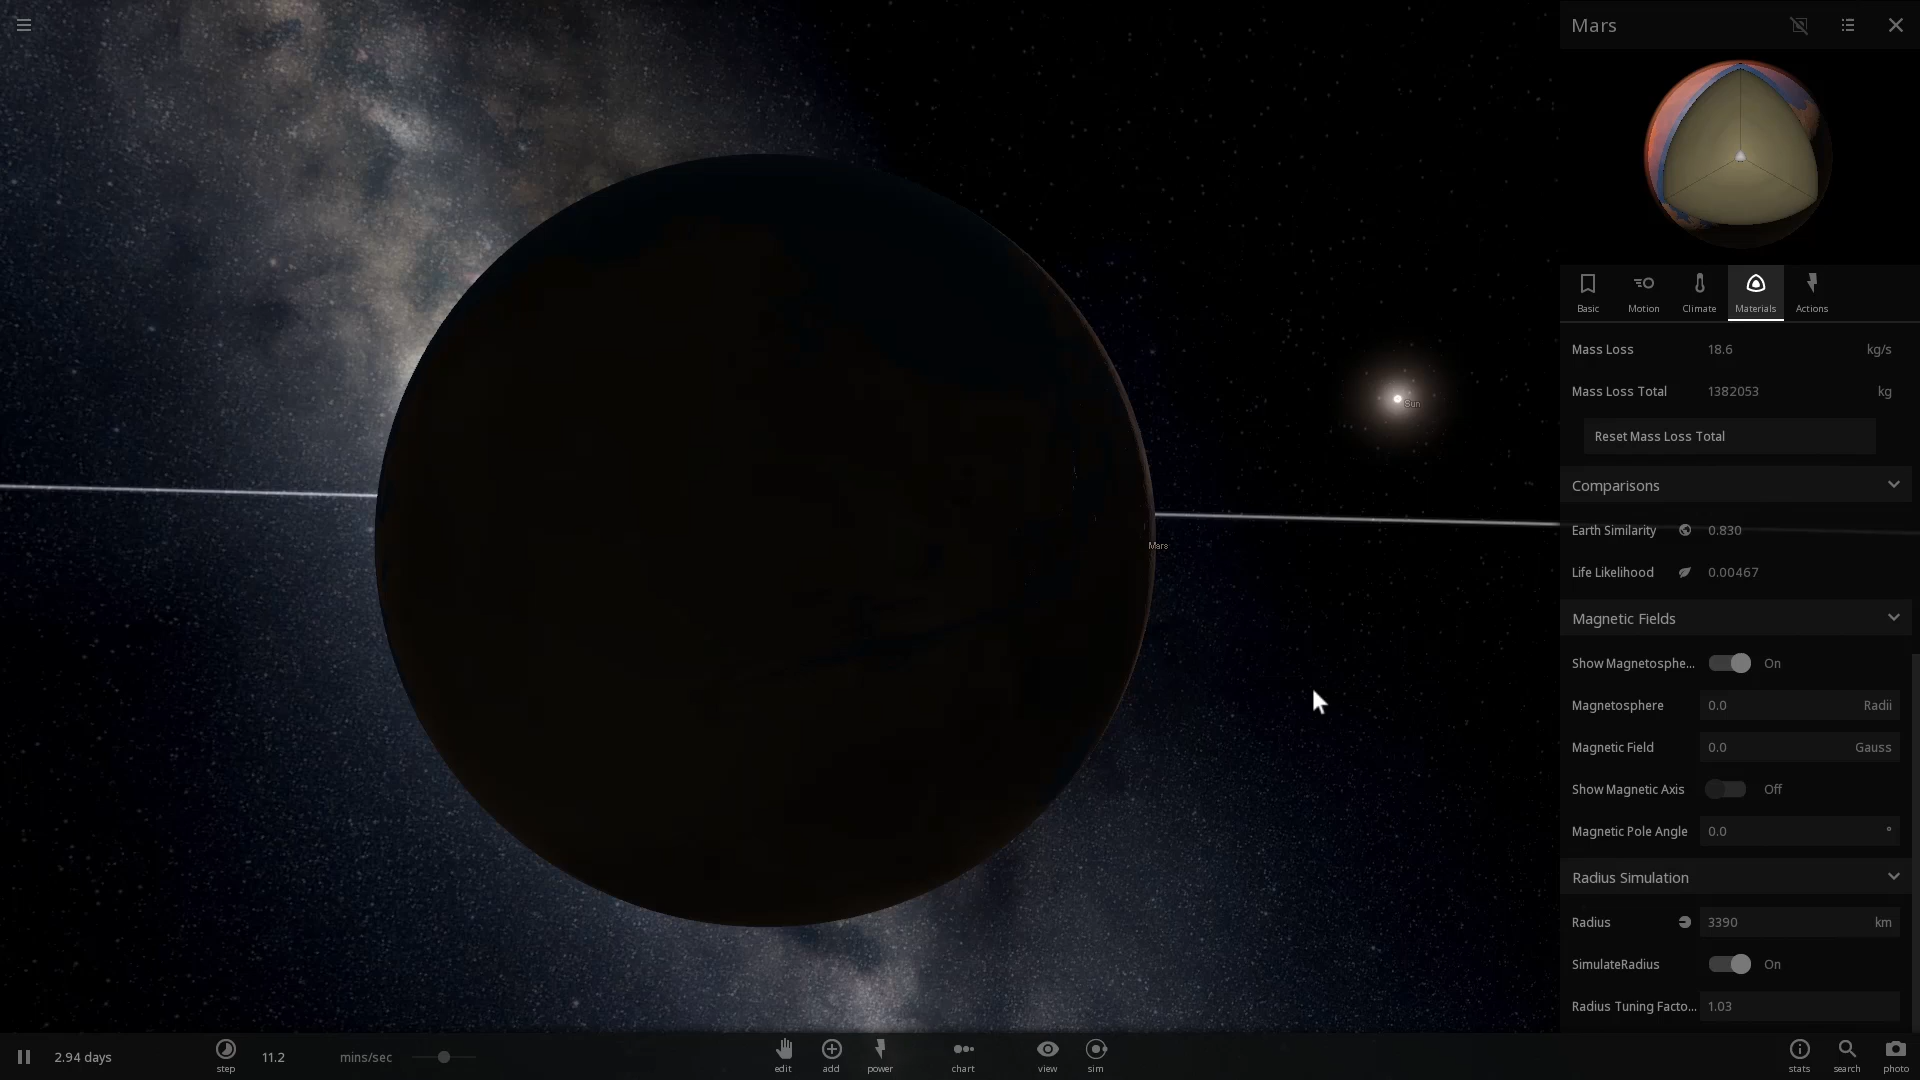 Mars
Basic
Motion
Climate
Materials
Actions
Mass Loss 18.6 kg/s
Mass Loss Total 1382053 kg
Reset Mass Loss Total
Comparisons
Earth Similarity 0.830
Life Likelihood 0.00467
Magnetic Fields
Show Magnetosphe... On
Magnetosphere 0.0 Radii
Magnetic Field 0.0 Gauss
Show Magnetic Axis Off
Magnetic Pole Angle 0.0 °
Radius Simulation
Radius 3390 km
SimulateRadius On
Radius Tuning Facto... 1.03
Sun
Mars
2.94 days
step
11.2 mins/sec
edit
add
power
chart
view
sim
stats
search
photo